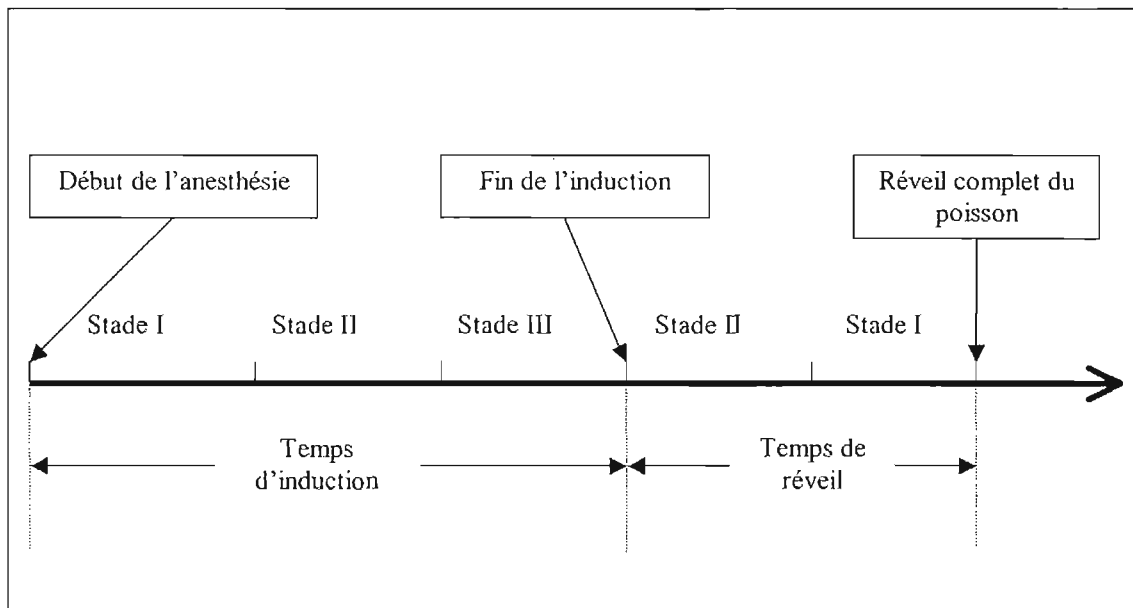 Début de l'anesthésie
Fin de l'induction
Réveil complet du
poisson
Stade I
Stade II
Stade III
Stade II
Stade I
Temps
d'induction
Temps de
réveil